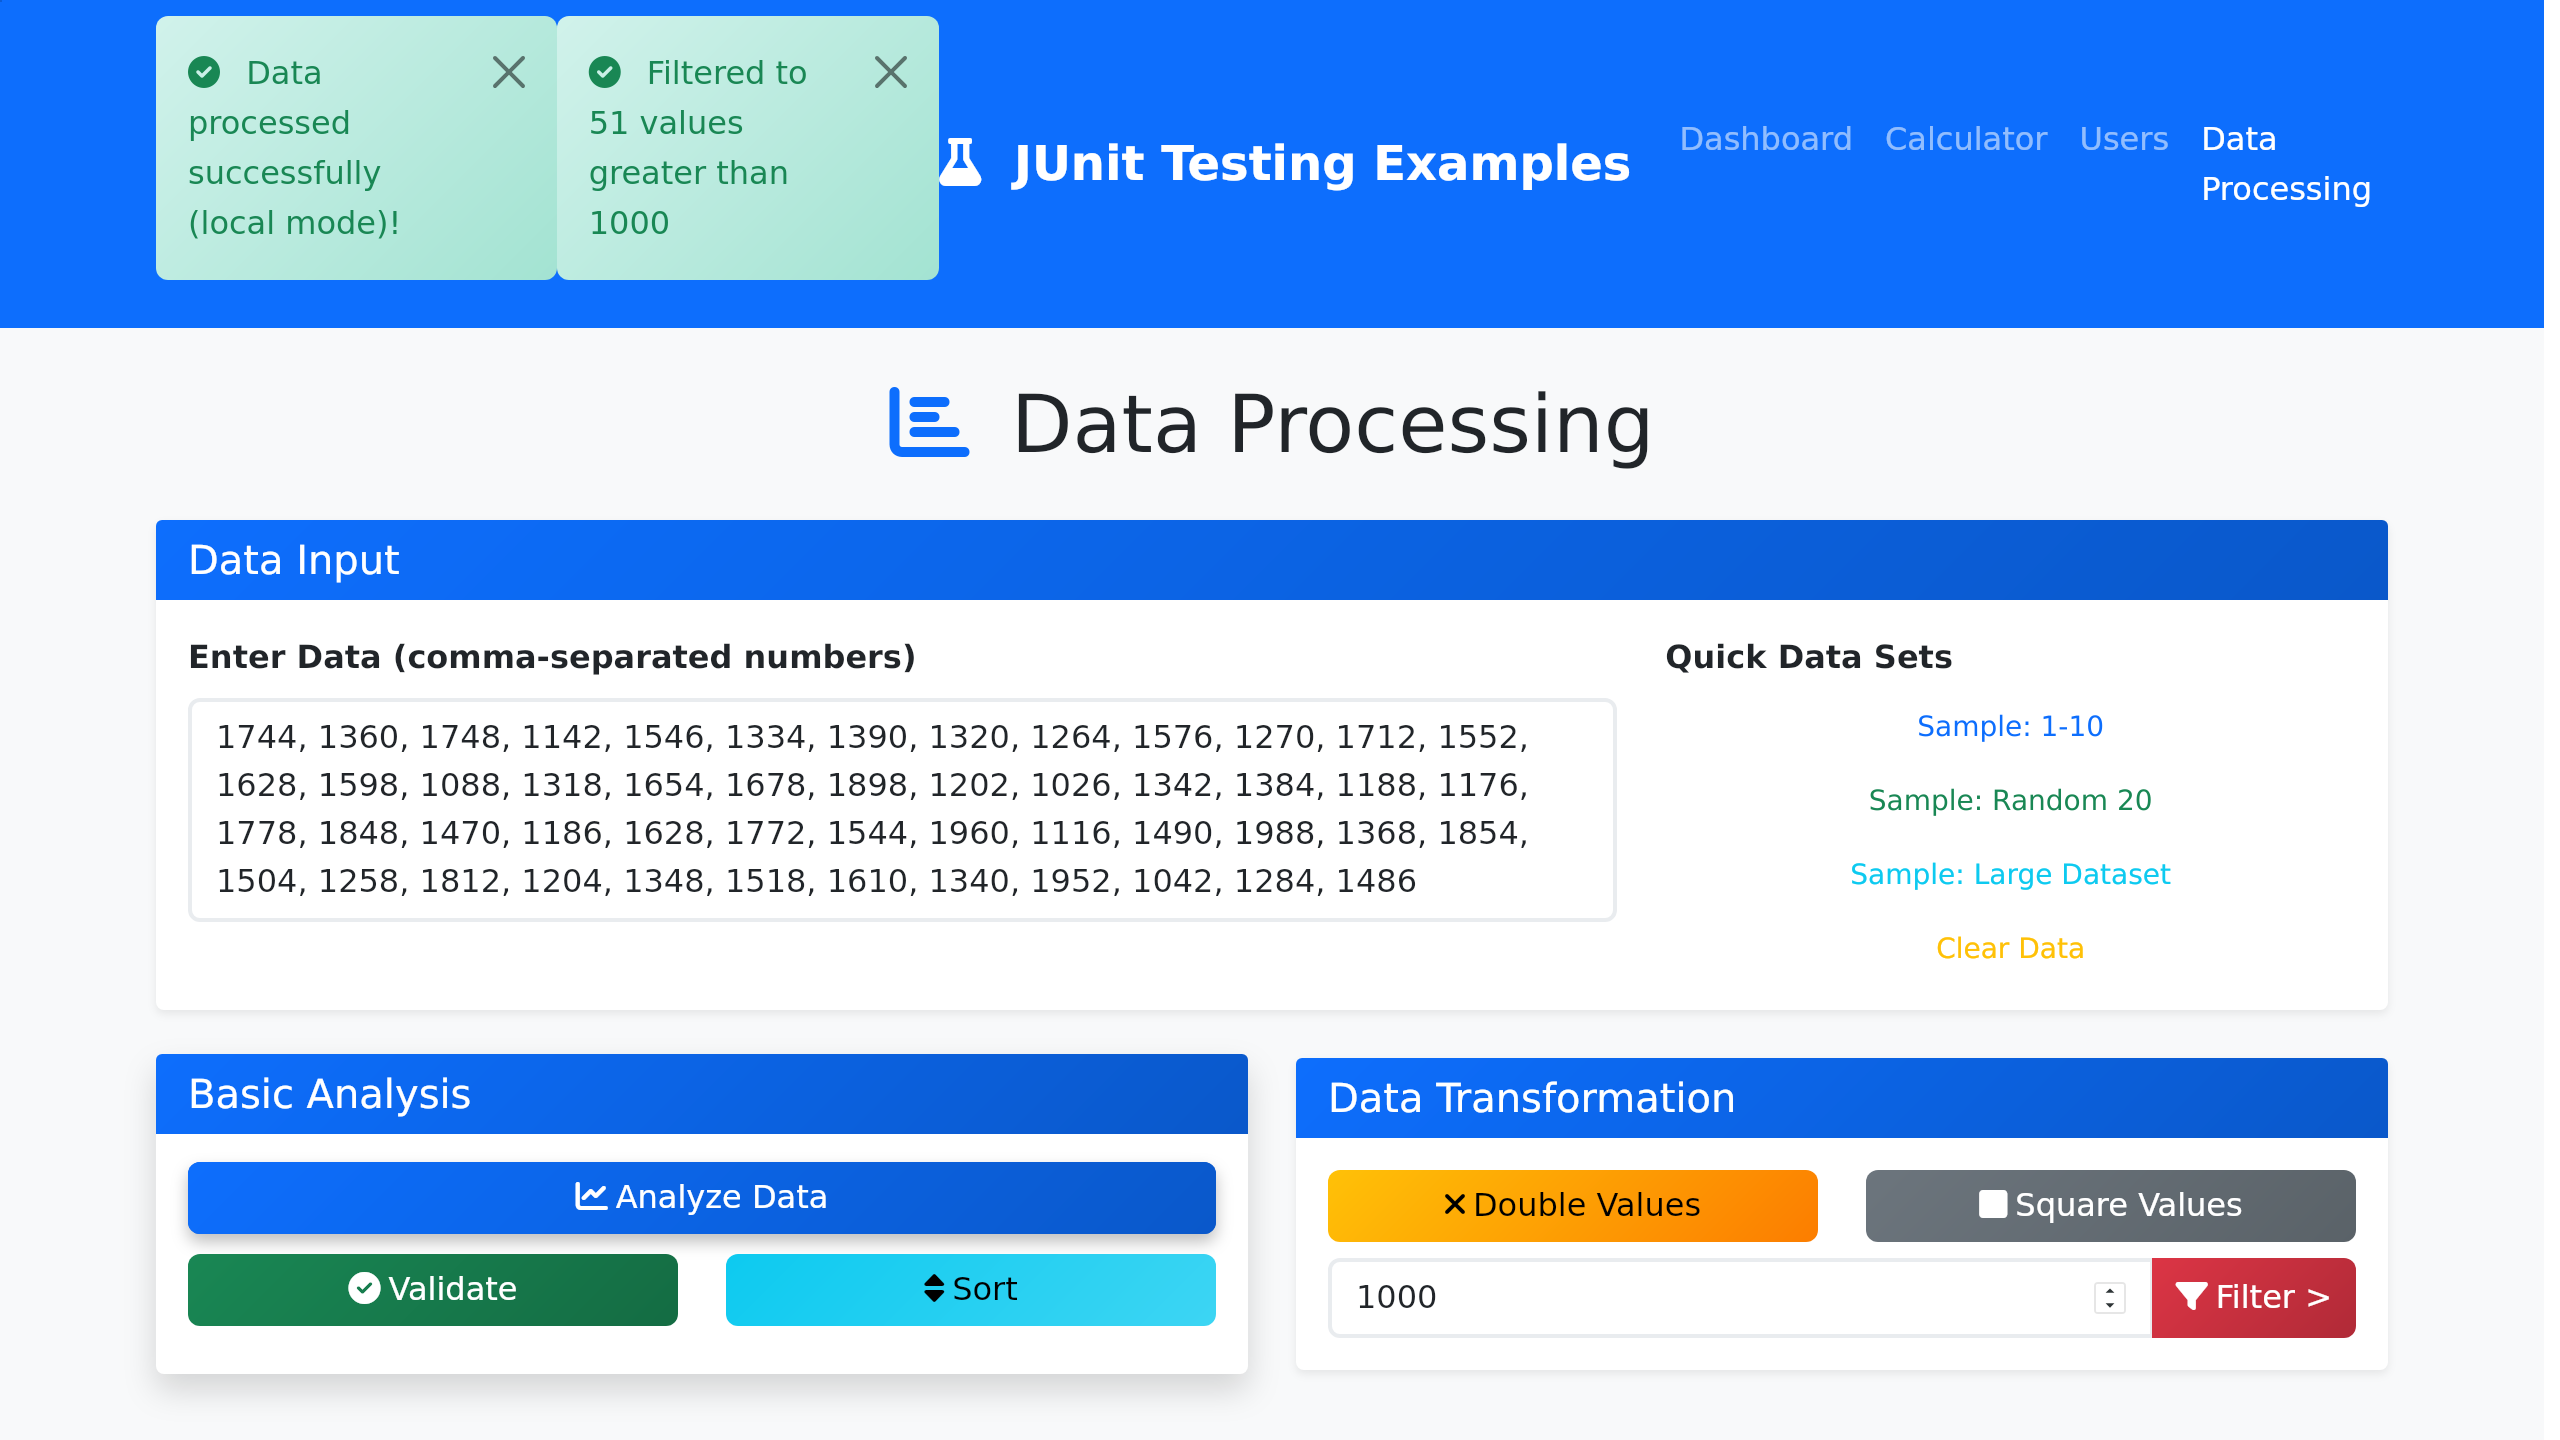 Data
processed
successfully
(local mode)!
Filtered to
51 values
greater than
1000
JUnit Testing Examples
Dashboard
Calculator
Users
Data
Processing
Data Processing
Data Input
Enter Data (comma-separated numbers)
1744, 1360, 1748, 1142, 1546, 1334, 1390, 1320, 1264, 1576, 1270, 1712, 1552,
1628, 1598, 1088, 1318, 1654, 1678, 1898, 1202, 1026, 1342, 1384, 1188, 1176,
1778, 1848, 1470, 1186, 1628, 1772, 1544, 1960, 1116, 1490, 1988, 1368, 1854,
1504, 1258, 1812, 1204, 1348, 1518, 1610, 1340, 1952, 1042, 1284, 1486
Quick Data Sets
Sample: 1-10
Sample: Random 20
Sample: Large Dataset
Clear Data
Basic Analysis
Analyze Data
Validate
Sort
Data Transformation
Double Values
Square Values
1000
Filter >